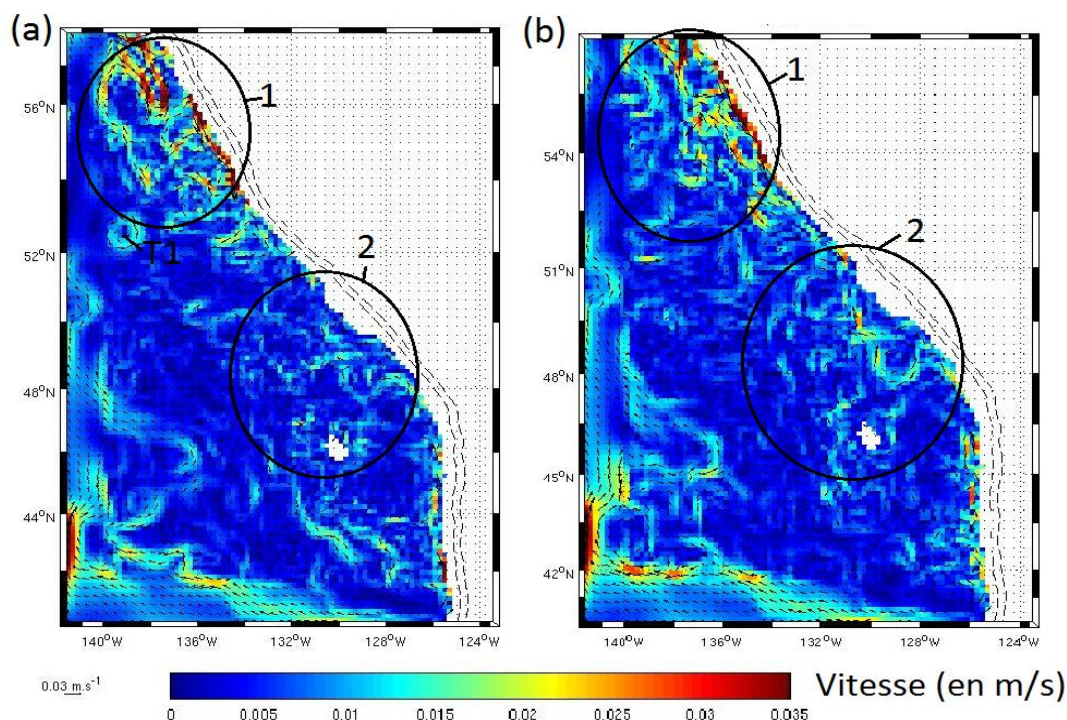 (a)
(b)
1
1
2
2
T1
56°N
52°N
48°N
44°N
54°N
51°N
48°N
45°N
42°N
140°W 136°W 132°W 128°W 124°W
140°W 136°W 132°W 128°W 124°W
0.03 m.s-1
0 0.005 0.01 0.015 0.02 0.025 0.03 0.035
Vitesse (en m/s)